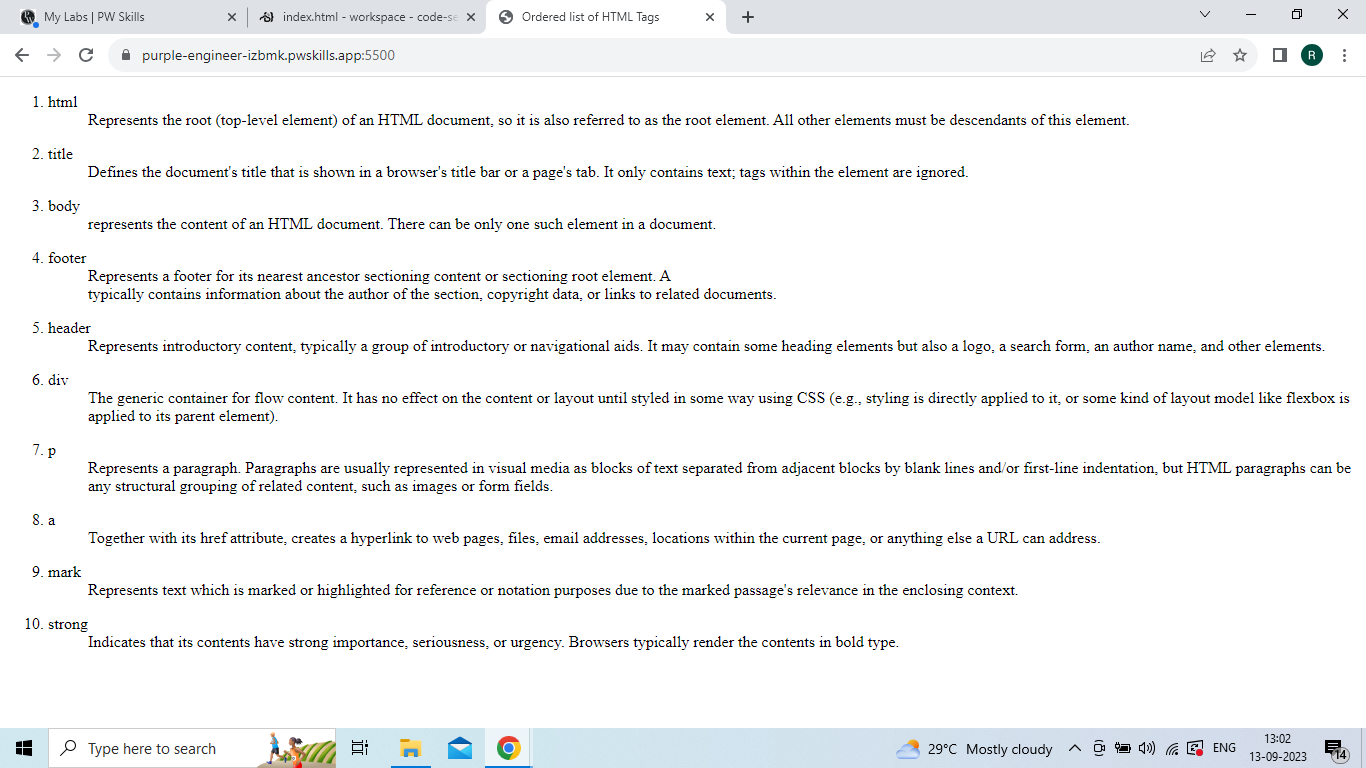 My Labs | PW Skills
index.html - workspace - code-se
Ordered list of HTML Tags
purple-engineer-izbmk.pwskills.app:5500
R
1. html
Represents the root (top-level element) of an HTML document, so it is also referred to as the root element. All other elements must be descendants of this element.
2. title
Defines the document's title that is shown in a browser's title bar or a page's tab. It only contains text; tags within the element are ignored.
3. body
represents the content of an HTML document. There can be only one such element in a document.
4. footer
Represents a footer for its nearest ancestor sectioning content or sectioning root element. A
typically contains information about the author of the section, copyright data, or links to related documents.
5. header
Represents introductory content, typically a group of introductory or navigational aids. It may contain some heading elements but also a logo, a search form, an author name, and other elements.
6. div
The generic container for flow content. It has no effect on the content or layout until styled in some way using CSS (e.g., styling is directly applied to it, or some kind of layout model like flexbox is
applied to its parent element).
7. p
Represents a paragraph. Paragraphs are usually represented in visual media as blocks of text separated from adjacent blocks by blank lines and/or first-line indentation, but HTML paragraphs can be
any structural grouping of related content, such as images or form fields.
8. a
Together with its href attribute, creates a hyperlink to web pages, files, email addresses, locations within the current page, or anything else a URL can address.
9. mark
Represents text which is marked or highlighted for reference or notation purposes due to the marked passage's relevance in the enclosing context.
10. strong
Indicates that its contents have strong importance, seriousness, or urgency. Browsers typically render the contents in bold type.
Type here to search
29°C Mostly cloudy
ENG
13:02
13-09-2023
14